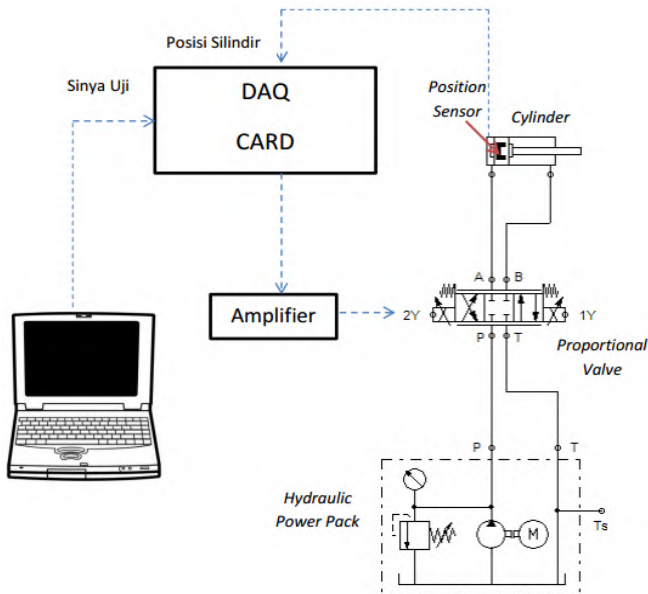 Posisi Silindir
Sinya Uji
DAQ
CARD
Position
Sensor
Cylinder
A
B
Amplifier
2Y
1Y
P
T
Proportional
Valve
P
T
Hydraulic
Power Pack
M
Ts